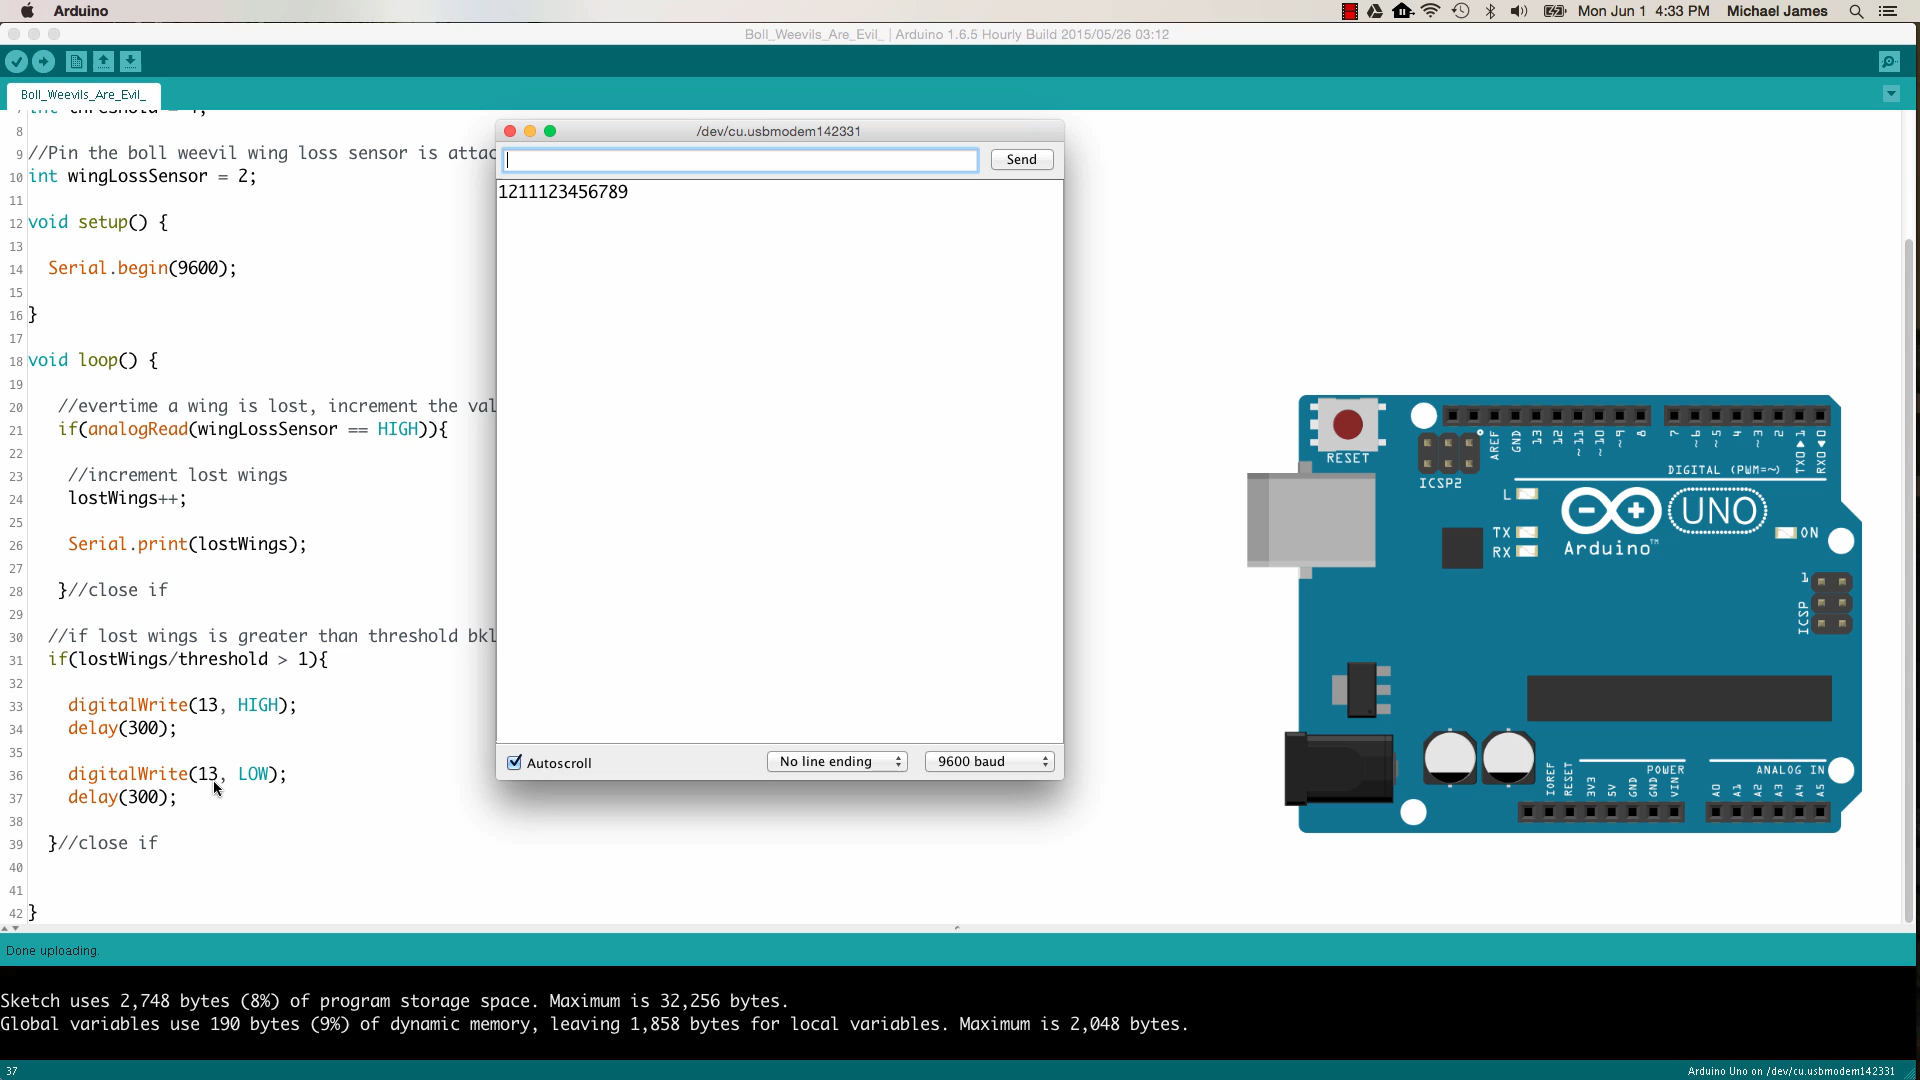 Arduino
Mon Jun 1 4:33 PM Michael James
Boll_Weevils_Are_Evil_ | Arduino 1.6.5 Hourly Build 2015/05/26 03:12
Boll_Weevils_Are_Evil_
8
9 //Pin the boll weevil wing loss sensor is attac
10 int wingLossSensor = 2;
11
12 void setup() {
13
14 Serial.begin(9600);
15
16 }
17
18 void loop() {
19
20 //evertime a wing is lost, increment the val
21 if(analogRead(wingLossSensor == HIGH)){
22
23 //increment lost wings
24 lostWings++;
25
26 Serial.print(lostWings);
27
28 }//close if
29
30 //if lost wings is greater than threshold bkl
31 if(lostWings/threshold > 1){
32
33 digitalWrite(13, HIGH);
34 delay(300);
35
36 digitalWrite(13, LOW);
37 delay(300);
38
39 }//close if
40
41
42 }
/dev/cu.usbmodem142331
Send
1211123456789
Autoscroll
No line ending
9600 baud
RESET
ICSP2
AREF
GND
13
12
~11
~10
~9
8
7
~6
~5
4
~3
2
TX0 1
RX0 0
DIGITAL (PWM=~)
L
TX
RX
UNO
Arduino™
ON
1
ICSP
IOREF
RESET
3V3
5V
GND
GND
VIN
POWER
ANALOG IN
A0
A1
A2
A3
A4
A5
Done uploading.
Sketch uses 2,748 bytes (8%) of program storage space. Maximum is 32,256 bytes.
Global variables use 190 bytes (9%) of dynamic memory, leaving 1,858 bytes for local variables. Maximum is 2,048 bytes.
37
Arduino Uno on /dev/cu.usbmodem142331